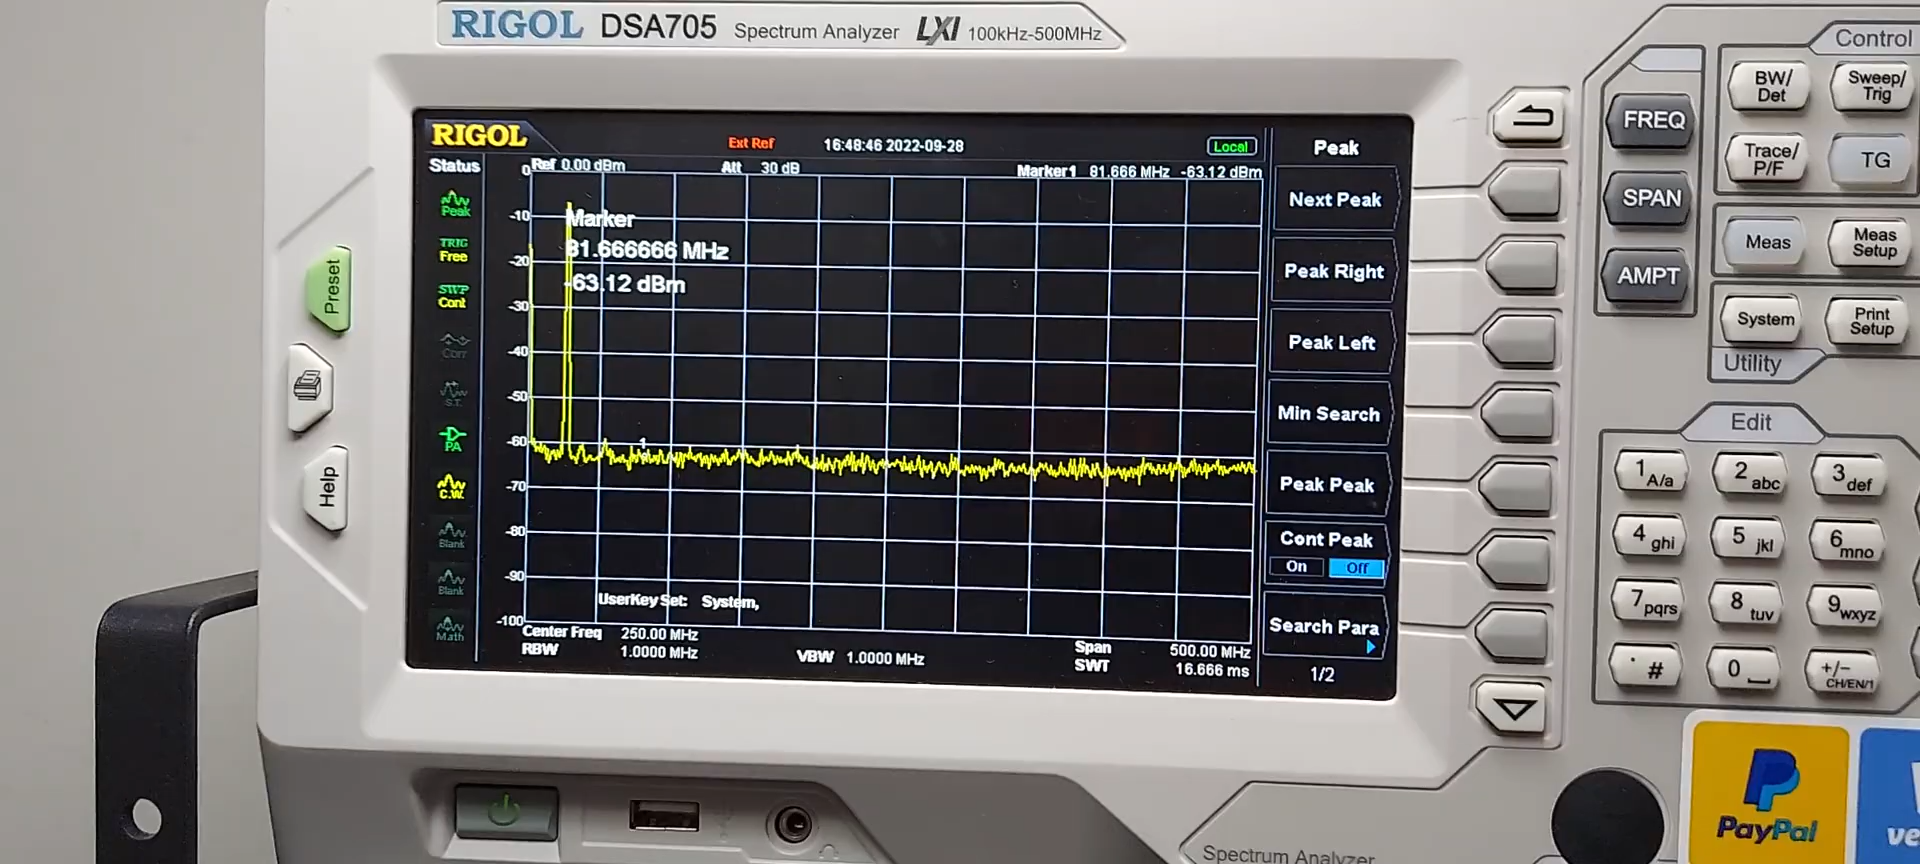 RIGOL DSA705 Spectrum Analyzer LXI 100kHz-500MHz
RIGOL
Ext Ref
16:48:46 2022-09-28
Local
Status
Ref 0.00 dBm
Att 30 dB
Marker1 81.666 MHz -63.12 dBm
Peak
TRIG
Free
SWP
Cont
Corr
S.T.
PA
C.W.
Blank
Blank
Math
0
-10
-20
-30
-40
-50
-60
-70
-80
-90
-100
Marker
81.666666 MHz
-63.12 dBm
1
UserKey Set: System,
Center Freq 250.00 MHz
RBW 1.0000 MHz
VBW 1.0000 MHz
Span 500.00 MHz
SWT 16.666 ms
Peak
Next Peak
Peak Right
Peak Left
Min Search
Peak Peak
Cont Peak
On Off
Search Para
1/2
Preset
Help
FREQ
SPAN
AMPT
Control
BW/
Det
Sweep/
Trig
Trace/
P/F
TG
Meas
Meas
Setup
System
Print
Setup
Utility
Edit
1 A/a
2 abc
3 def
4 ghi
5 jkl
6 mno
7 pqrs
8 tuv
9 wxyz
. #
0
+/-
CH/EN/1
PayPal
Spectrum Analyzer